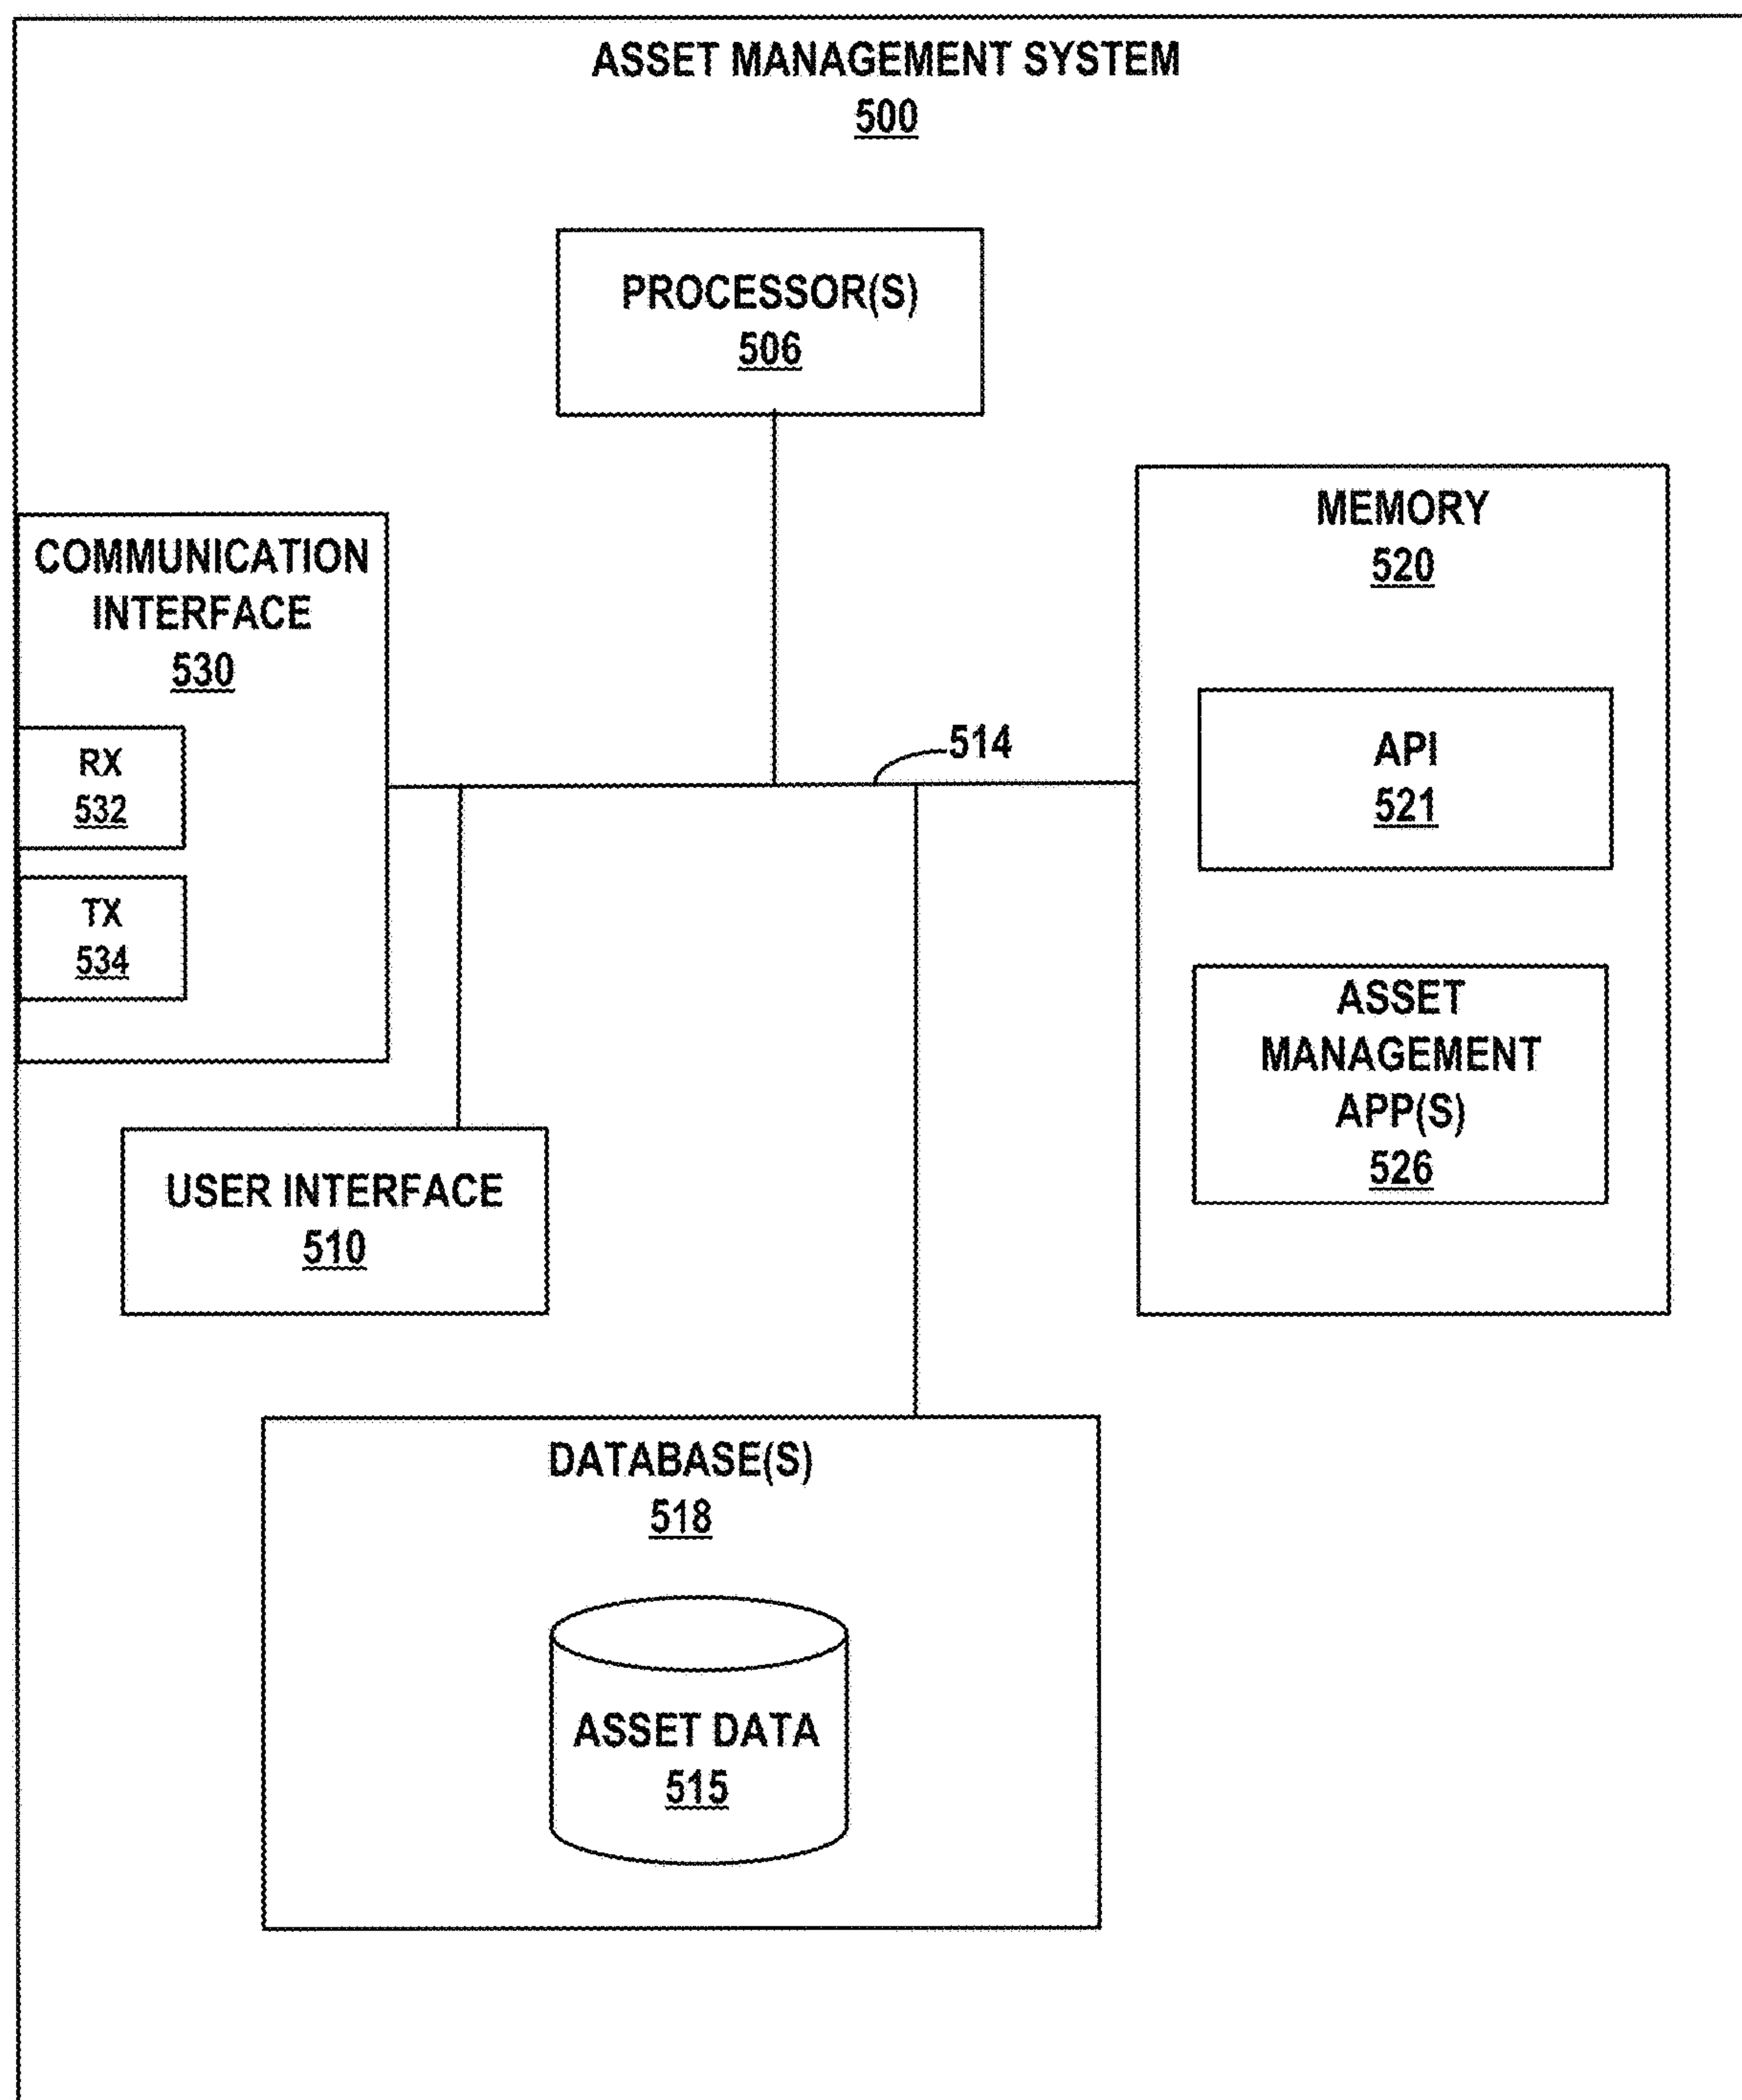 ASSET MANAGEMENT SYSTEM
500
PROCESSOR(S)
506
COMMUNICATION
INTERFACE
530
RX
532
TX
534
514
MEMORY
520
API
521
ASSET
MANAGEMENT
APP(S)
526
USER INTERFACE
510
DATABASE(S)
518
ASSET DATA
515